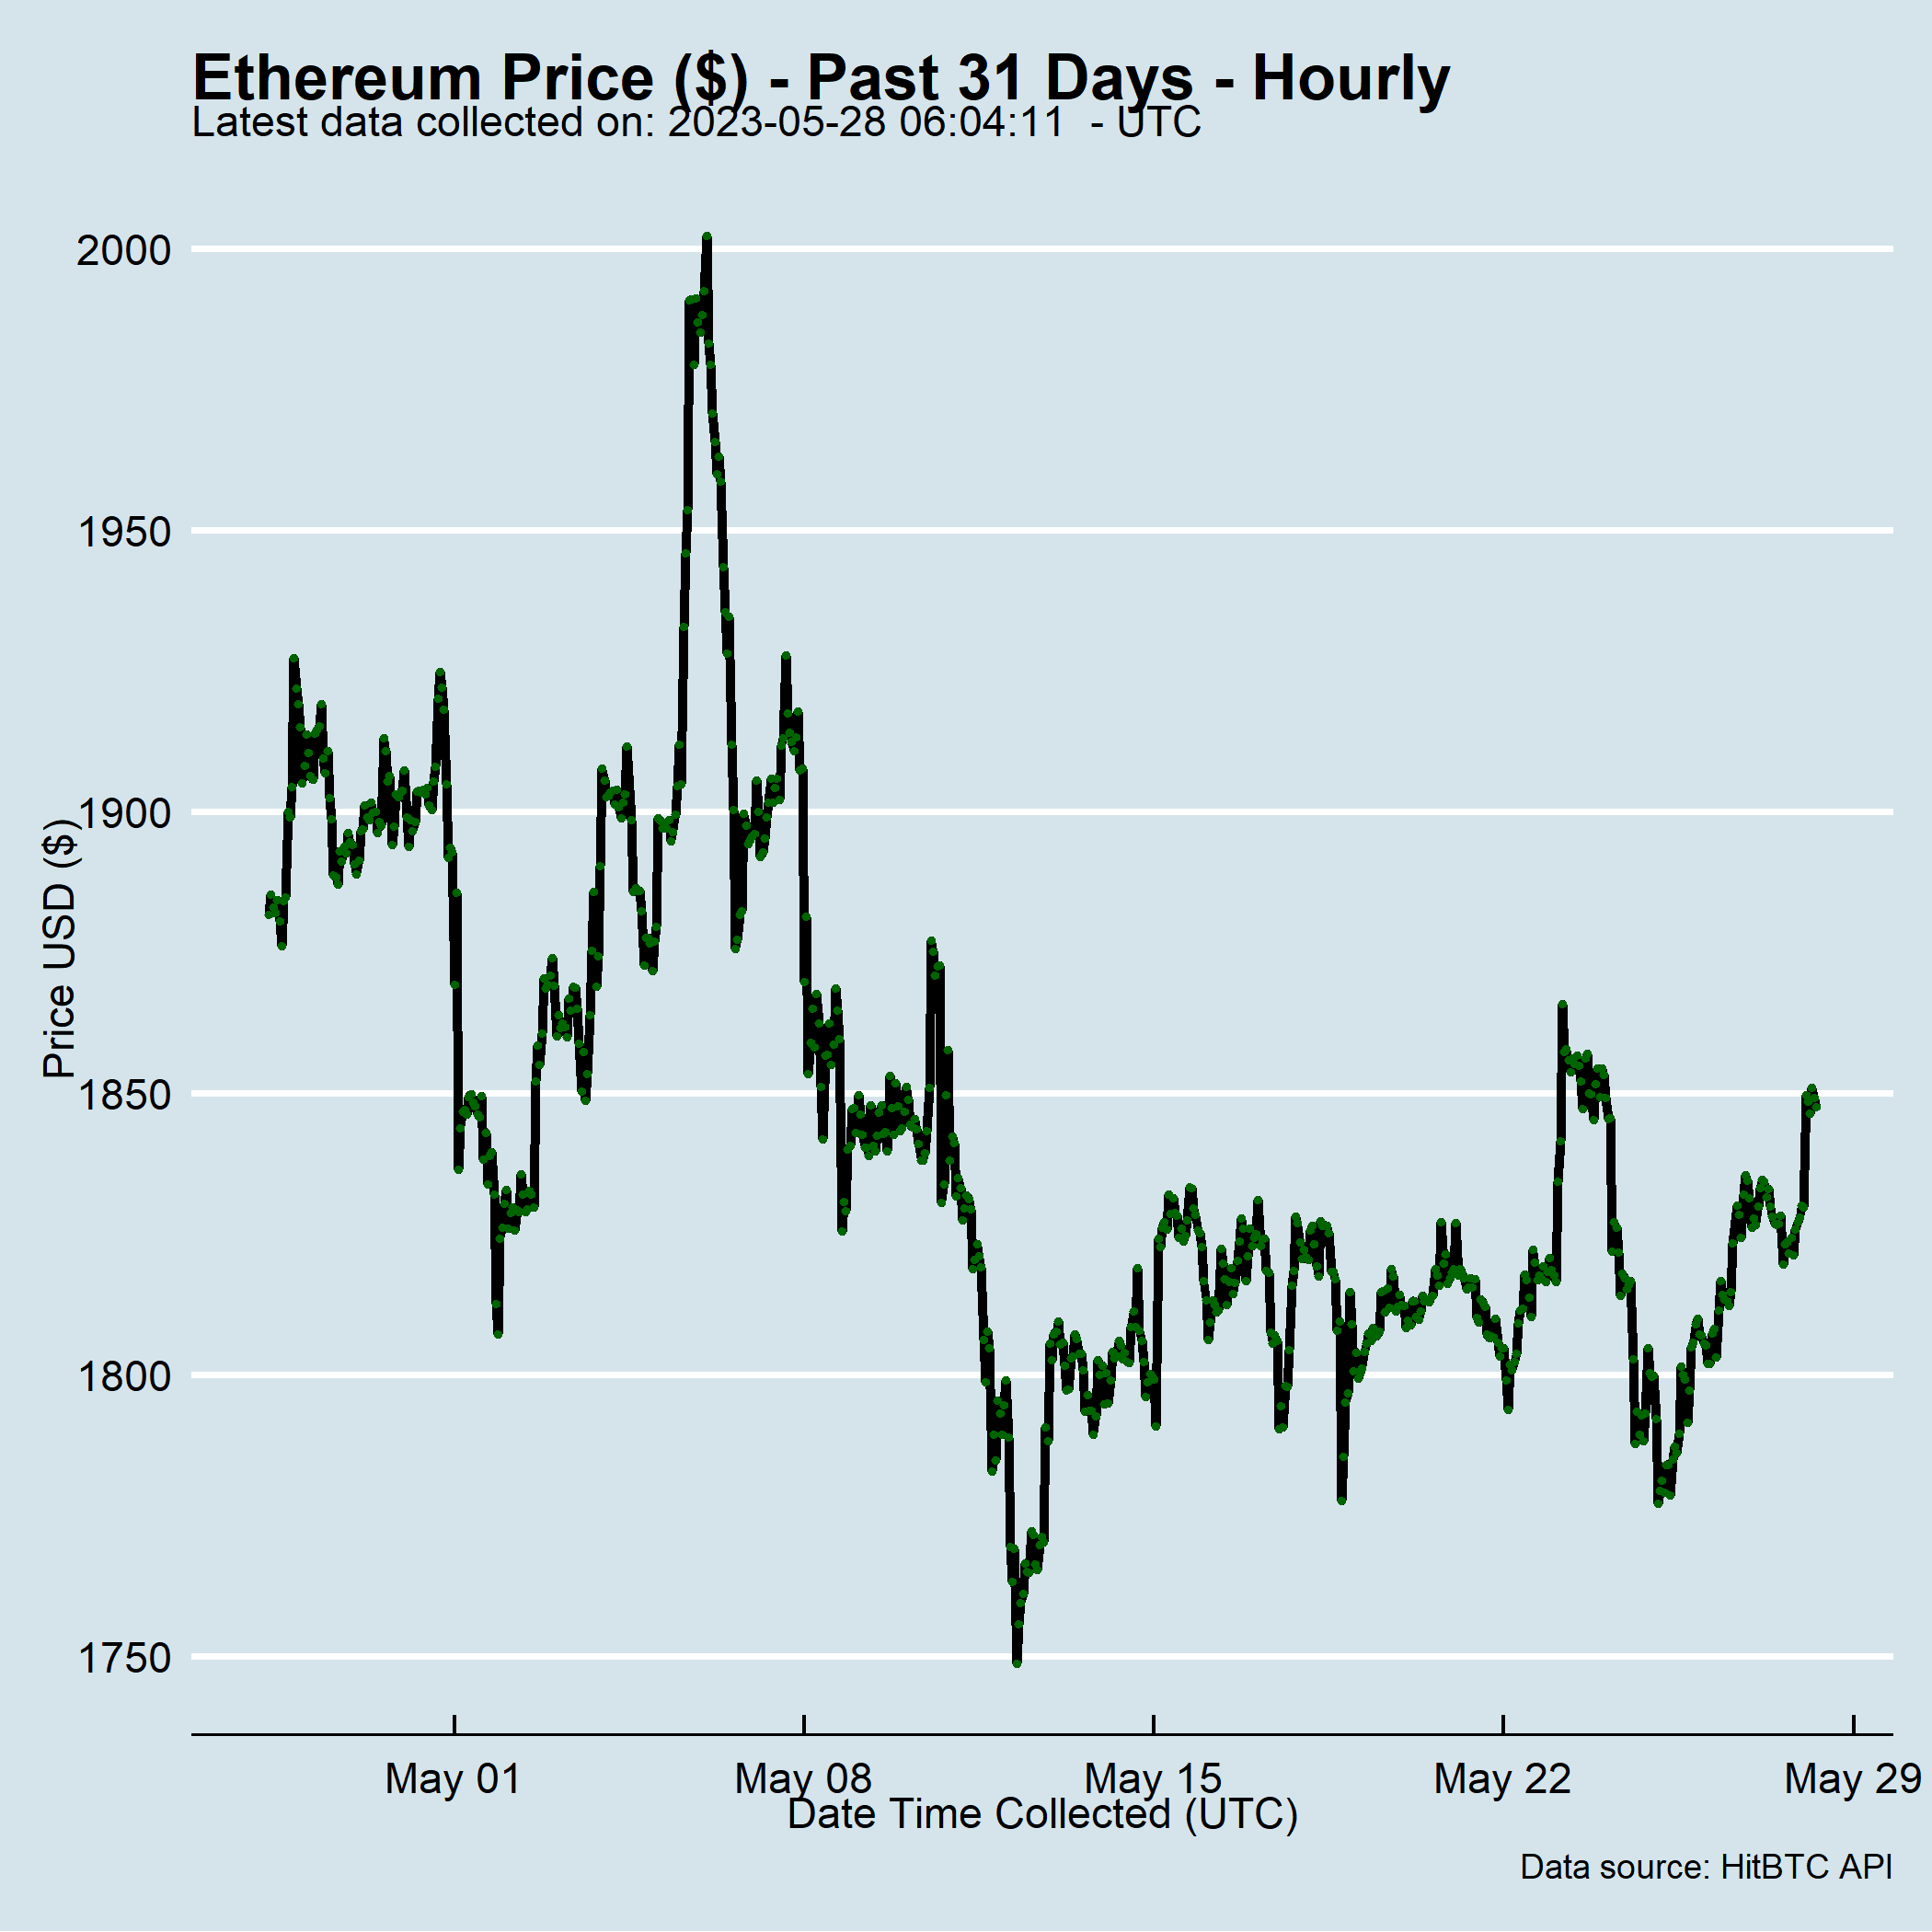 Ethereum Price ($) - Past 31 Days - Hourly
Latest data collected on: 2023-05-28 06:04:11  - UTC
2000
1950
1900
1850
1800
1750
Price USD ($)
May 01
May 08
May 15
May 22
May 29
Date Time Collected (UTC)
Data source: HitBTC API